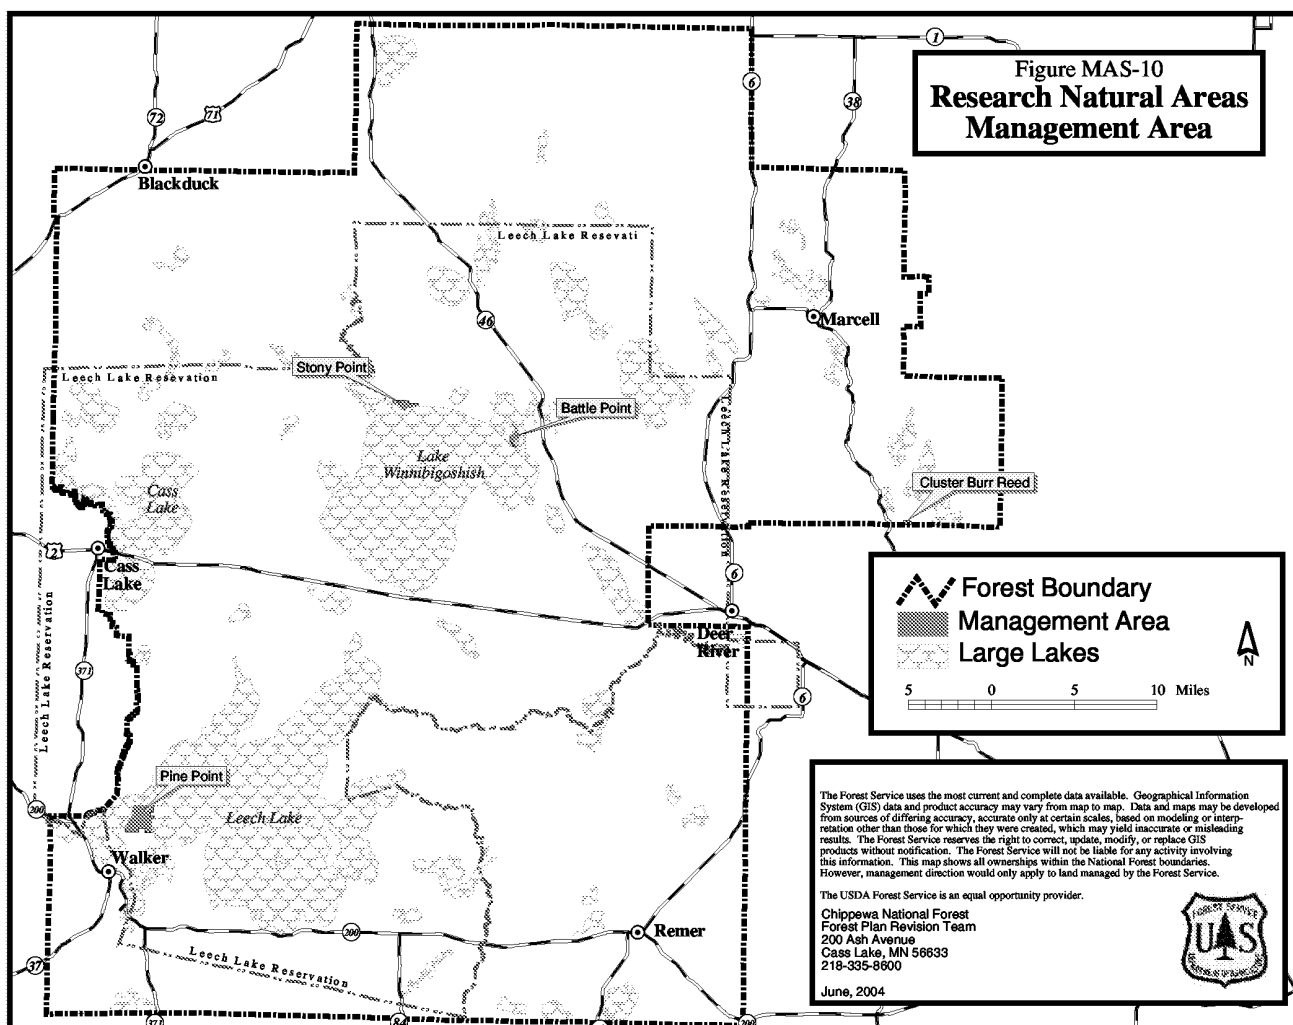 Figure MAS-10
Research Natural Areas
Management Area
1
6
38
72
71
Blackduck
Leech Lake Resevati
46
Marcell
Stony Point
Leech Lake Resevation
Battle Point
Leech Lake Reservation
Lake
Winnibigoshish
Cass
Lake
Cluster Burr Reed
2
Cass
Lake
6
Deer
River
Leech Lake Reservation
371
6
Forest Boundary
Management Area
Large Lakes
N
5 0 5 10 Miles
Pine Point
200
Leech Lake
Walker
200
Remer
Leech Lake Reservation
37
371
84
200
The Forest Service uses the most current and complete data available. Geographical Information
System (GIS) data and product accuracy may vary from map to map. Data and maps may be developed
from sources of differing accuracy, accurate only at certain scales, based on modeling or interp-
retation other than those for which they were created, which may yield inaccurate or misleading
results. The Forest Service reserves the right to correct, update, modify, or replace GIS
products without notification. The Forest Service will not be liable for any activity involving
this information. This map shows all ownerships within the National Forest boundaries.
However, management direction would only apply to land managed by the Forest Service.
The USDA Forest Service is an equal opportunity provider.
Chippewa National Forest
Forest Plan Revision Team
200 Ash Avenue
Cass Lake, MN 56633
218-335-8600
June, 2004
FOREST SERVICE
U S